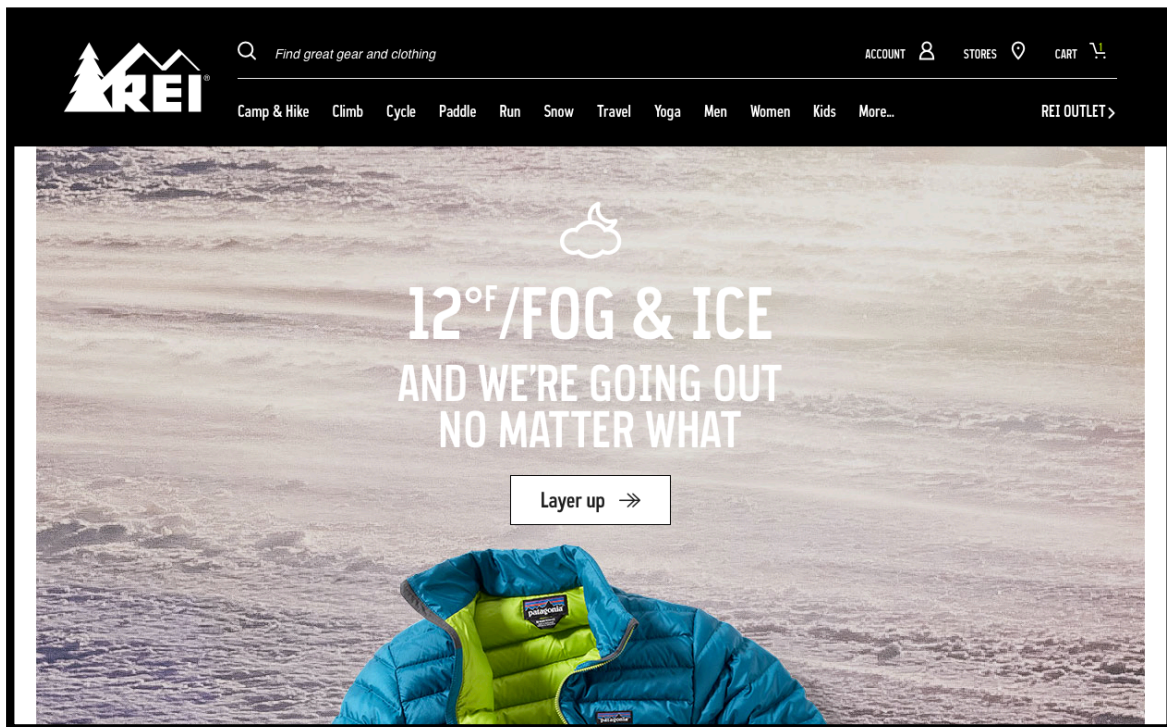 REI®
Find great gear and clothing
ACCOUNT
STORES
CART 1
Camp & Hike Climb Cycle Paddle Run Snow Travel Yoga Men Women Kids More... REI OUTLET
12°F/FOG & ICE
AND WE'RE GOING OUT
NO MATTER WHAT
Layer up
patagonia
patagonia